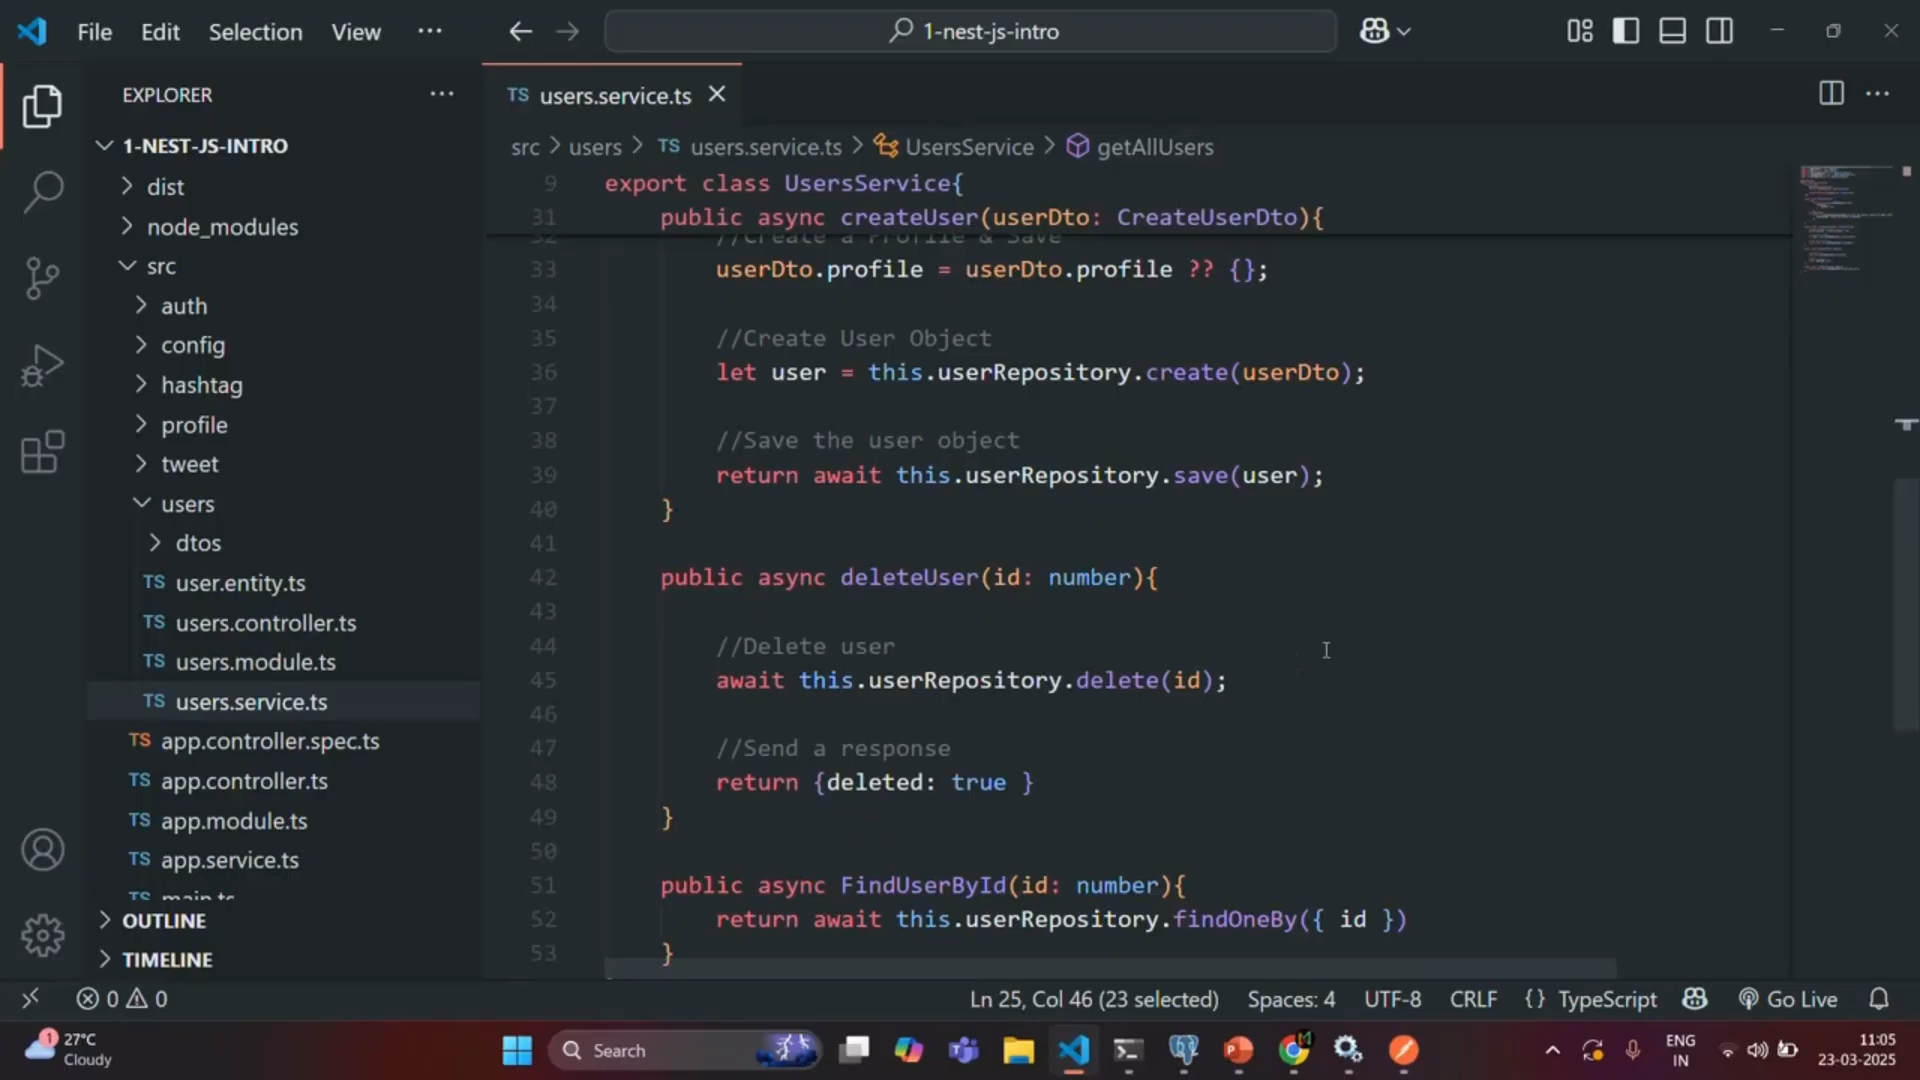 File Edit Selection View ··· 1-nest-js-intro
EXPLORER ···
TS users.service.ts
1-NEST-JS-INTRO
dist
node_modules
src
auth
config
hashtag
profile
tweet
users
dtos
TS user.entity.ts
TS users.controller.ts
TS users.module.ts
TS users.service.ts
TS app.controller.spec.ts
TS app.controller.ts
TS app.module.ts
TS app.service.ts
TS main.ts
OUTLINE
TIMELINE
src > users > TS users.service.ts > UsersService > getAllUsers
9 export class UsersService{
31 public async createUser(userDto: CreateUserDto){
32 //Create a Profile & Save
33 userDto.profile = userDto.profile ?? {};
34
35 //Create User Object
36 let user = this.userRepository.create(userDto);
37
38 //Save the user object
39 return await this.userRepository.save(user);
40 }
41
42 public async deleteUser(id: number){
43
44 //Delete user
45 await this.userRepository.delete(id);
46
47 //Send a response
48 return {deleted: true }
49 }
50
51 public async FindUserById(id: number){
52 return await this.userRepository.findOneBy({ id })
53 }
0 0 Ln 25, Col 46 (23 selected) Spaces: 4 UTF-8 CRLF {} TypeScript Go Live
1 27°C
Cloudy
Search
ENG
IN
11:05
23-03-2025